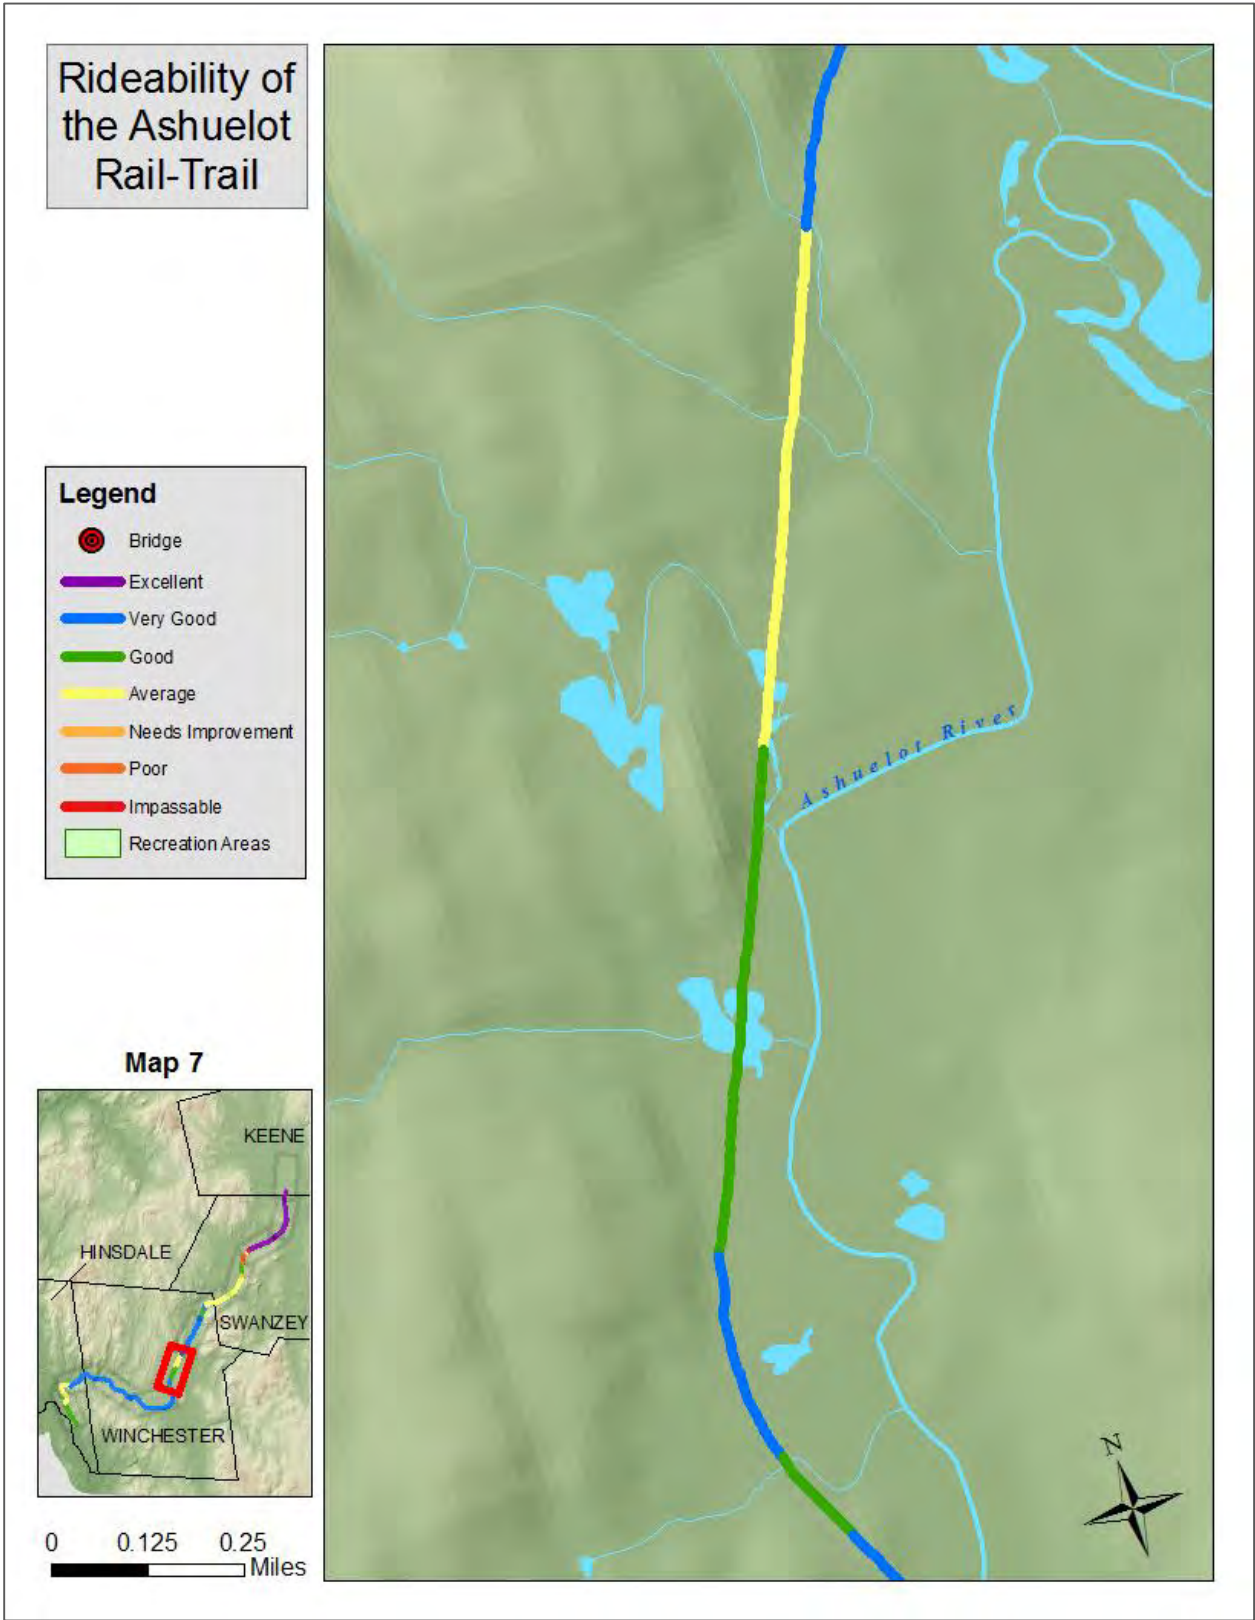 Rideability of
the Ashuelot
Rail-Trail
Legend
Bridge
Excellent
Very Good
Good
Average
Needs Improvement
Poor
Impassable
Recreation Areas
Ashuelot River
Map 7
KEENE
HINSDALE
SWANZEY
WINCHESTER
0 0.125 0.25
Miles
N